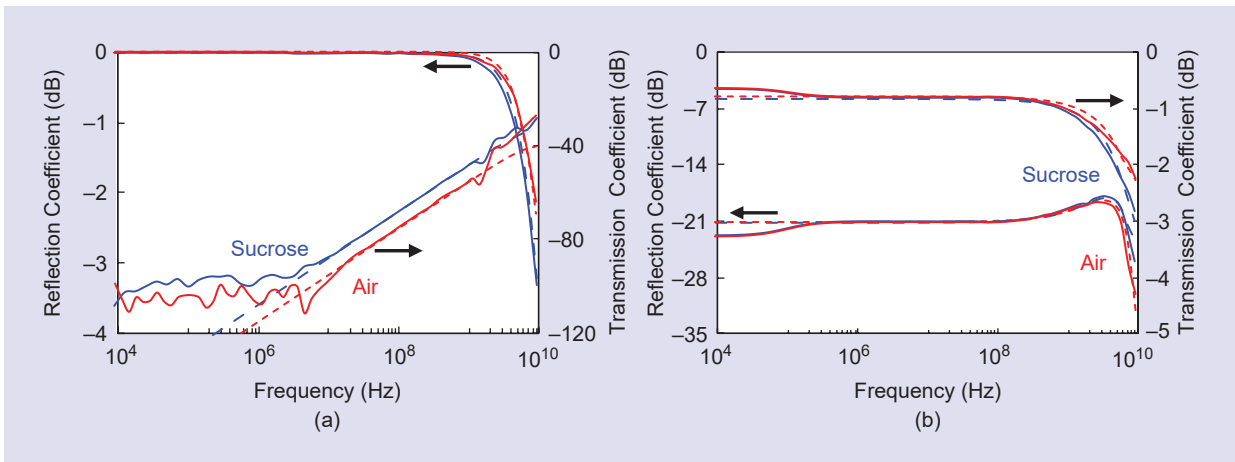 Reflection Coefficient (dB)
0
−1
−2
−3
−4
Sucrose
Air
0
−40
−80
−120
Transmission Coefficient (dB)
10^4
10^6
10^8
10^10
Frequency (Hz)
(a)
Reflection Coefficient (dB)
0
−7
−14
−21
−28
−35
Sucrose
Air
0
−1
−2
−3
−4
−5
Transmission Coefficient (dB)
10^4
10^6
10^8
10^10
Frequency (Hz)
(b)